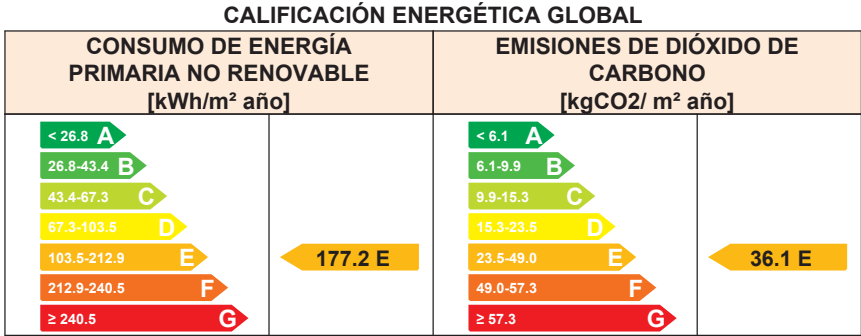 CALIFICACIÓN ENERGÉTICA GLOBAL
CONSUMO DE ENERGÍA
PRIMARIA NO RENOVABLE
[kWh/m² año]
EMISIONES DE DIÓXIDO DE
CARBONO
[kgCO2/ m² año]
< 26.8 A
26.8-43.4 B
43.4-67.3 C
67.3-103.5 D
103.5-212.9 E
212.9-240.5 F
≥ 240.5 G
177.2 E
< 6.1 A
6.1-9.9 B
9.9-15.3 C
15.3-23.5 D
23.5-49.0 E
49.0-57.3 F
≥ 57.3 G
36.1 E